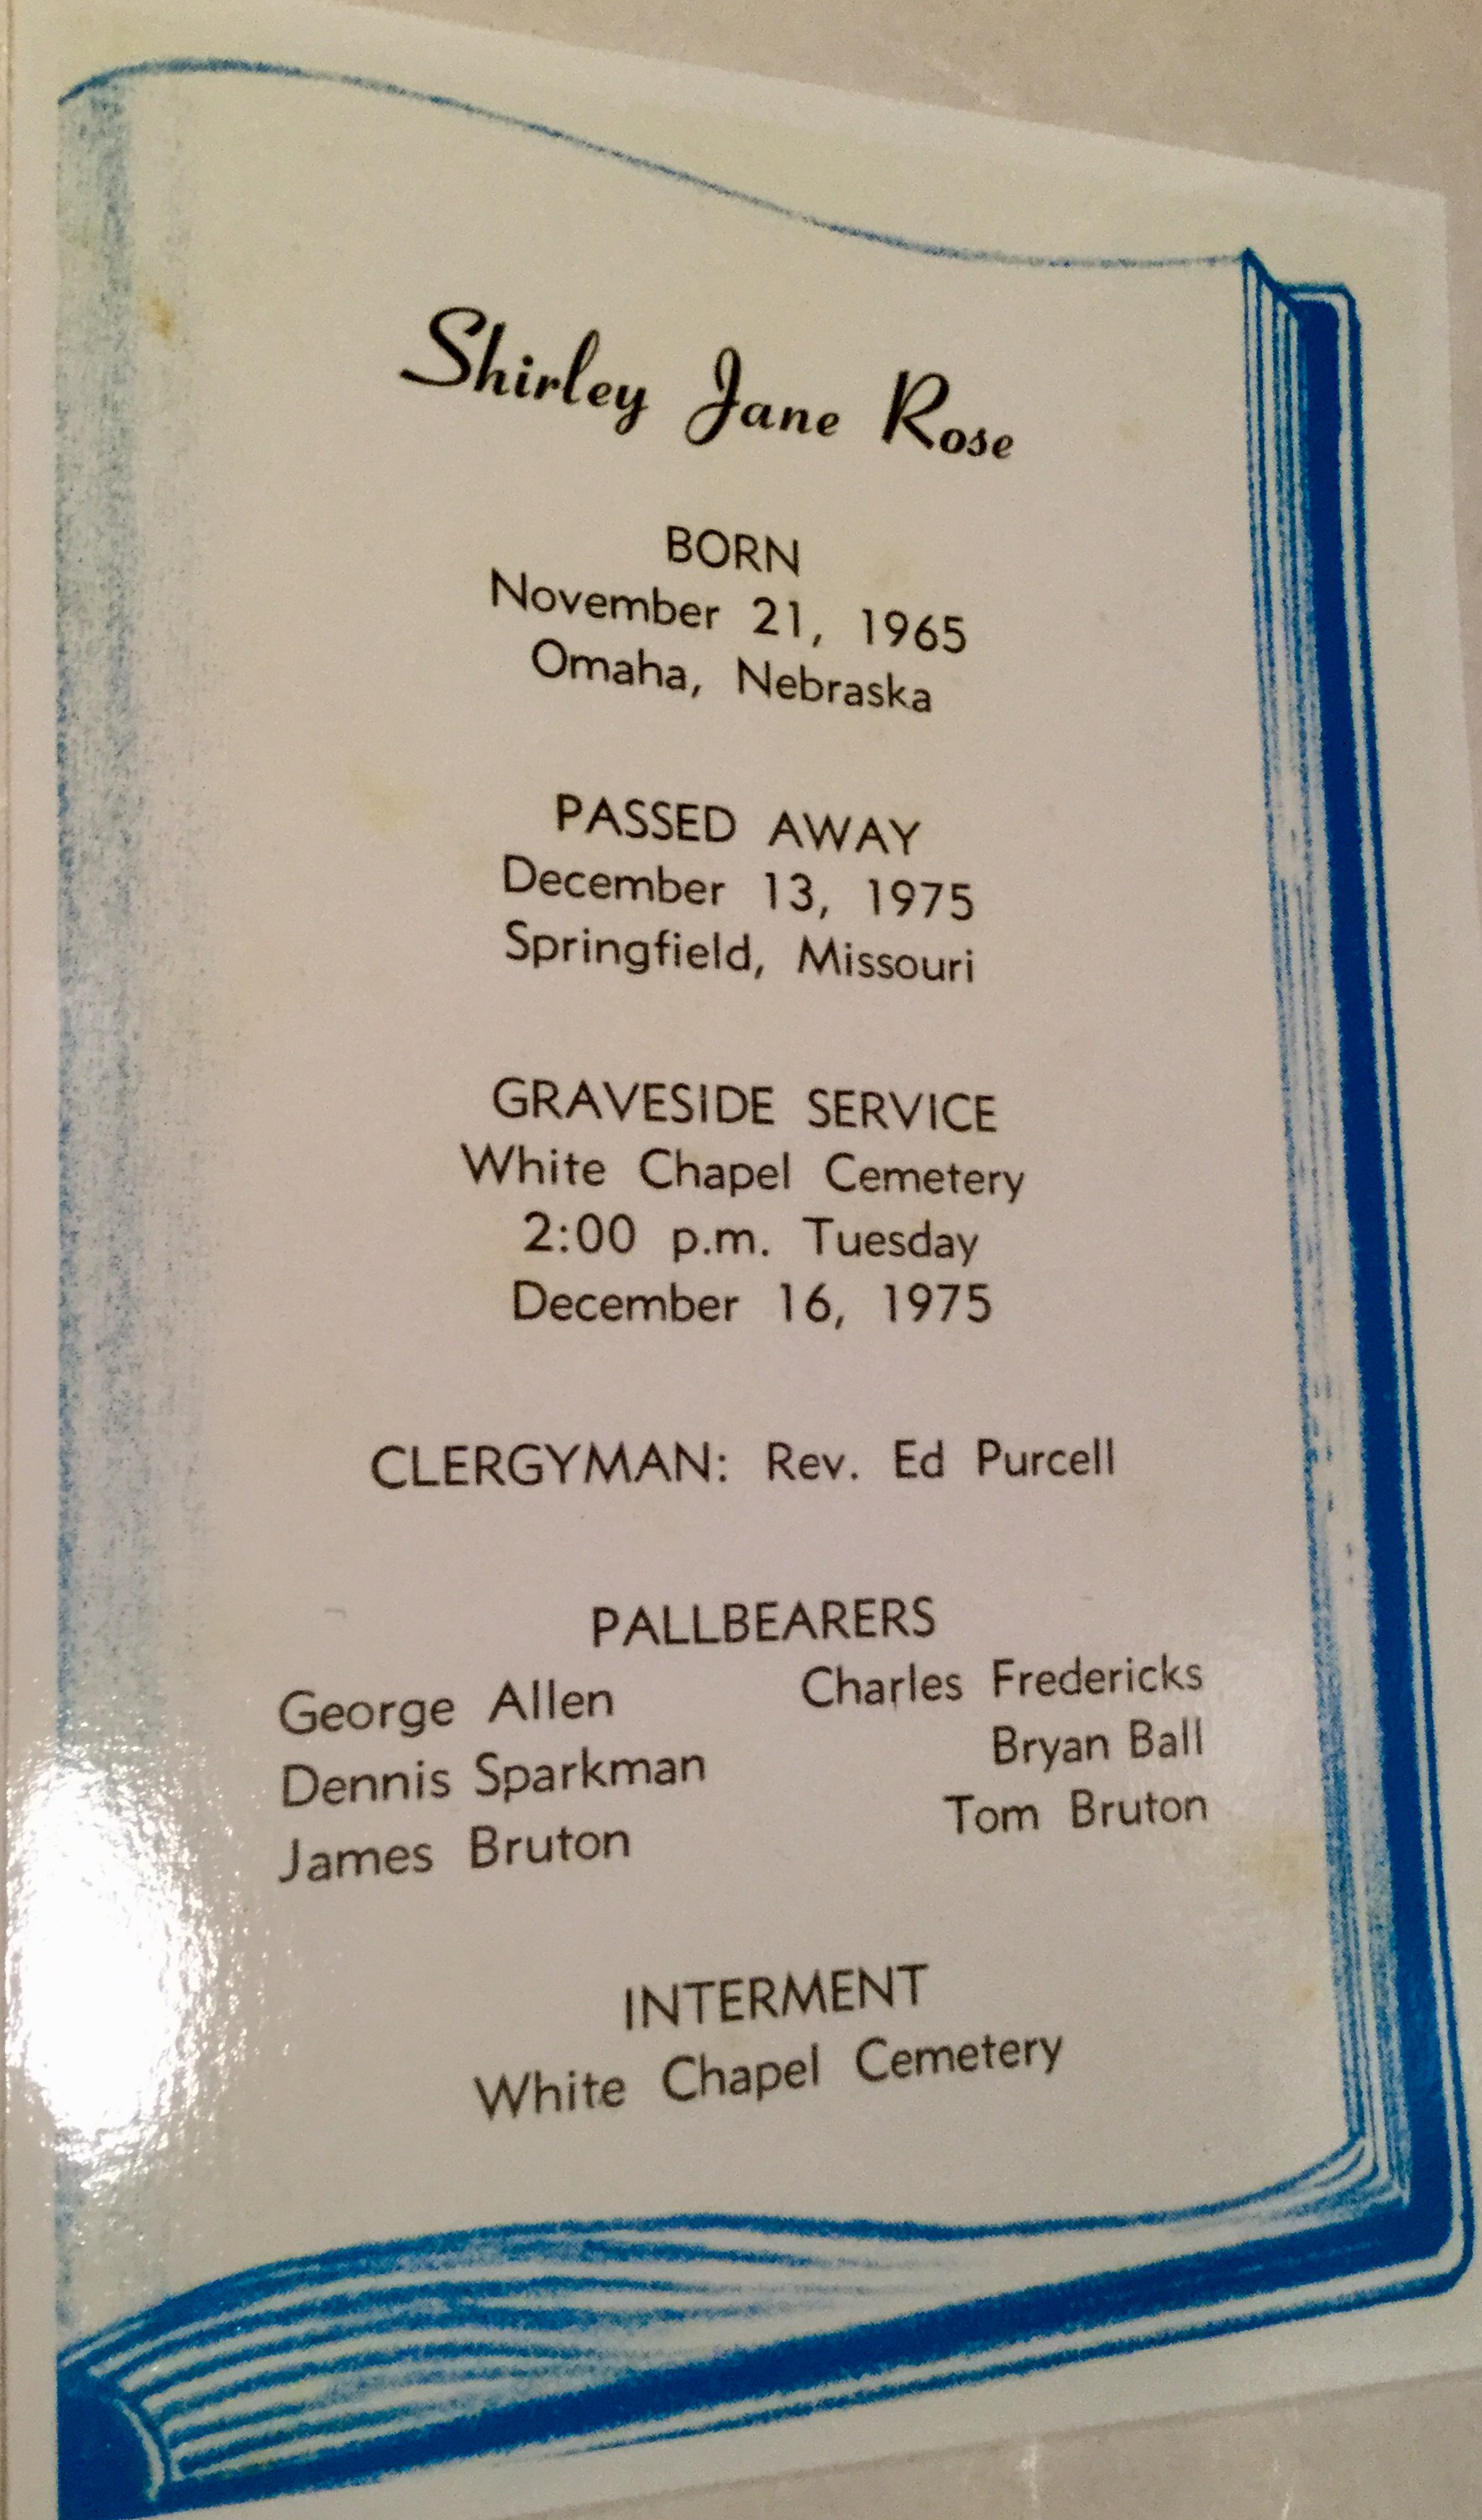 Shirley Jane Rose
BORN
November 21, 1965
Omaha, Nebraska
PASSED AWAY
December 13, 1975
Springfield, Missouri
GRAVESIDE SERVICE
White Chapel Cemetery
2:00 p.m. Tuesday
December 16, 1975
CLERGYMAN: Rev. Ed Purcell
PALLBEARERS
George Allen Charles Fredericks
Dennis Sparkman Bryan Ball
James Bruton Tom Bruton
INTERMENT
White Chapel Cemetery